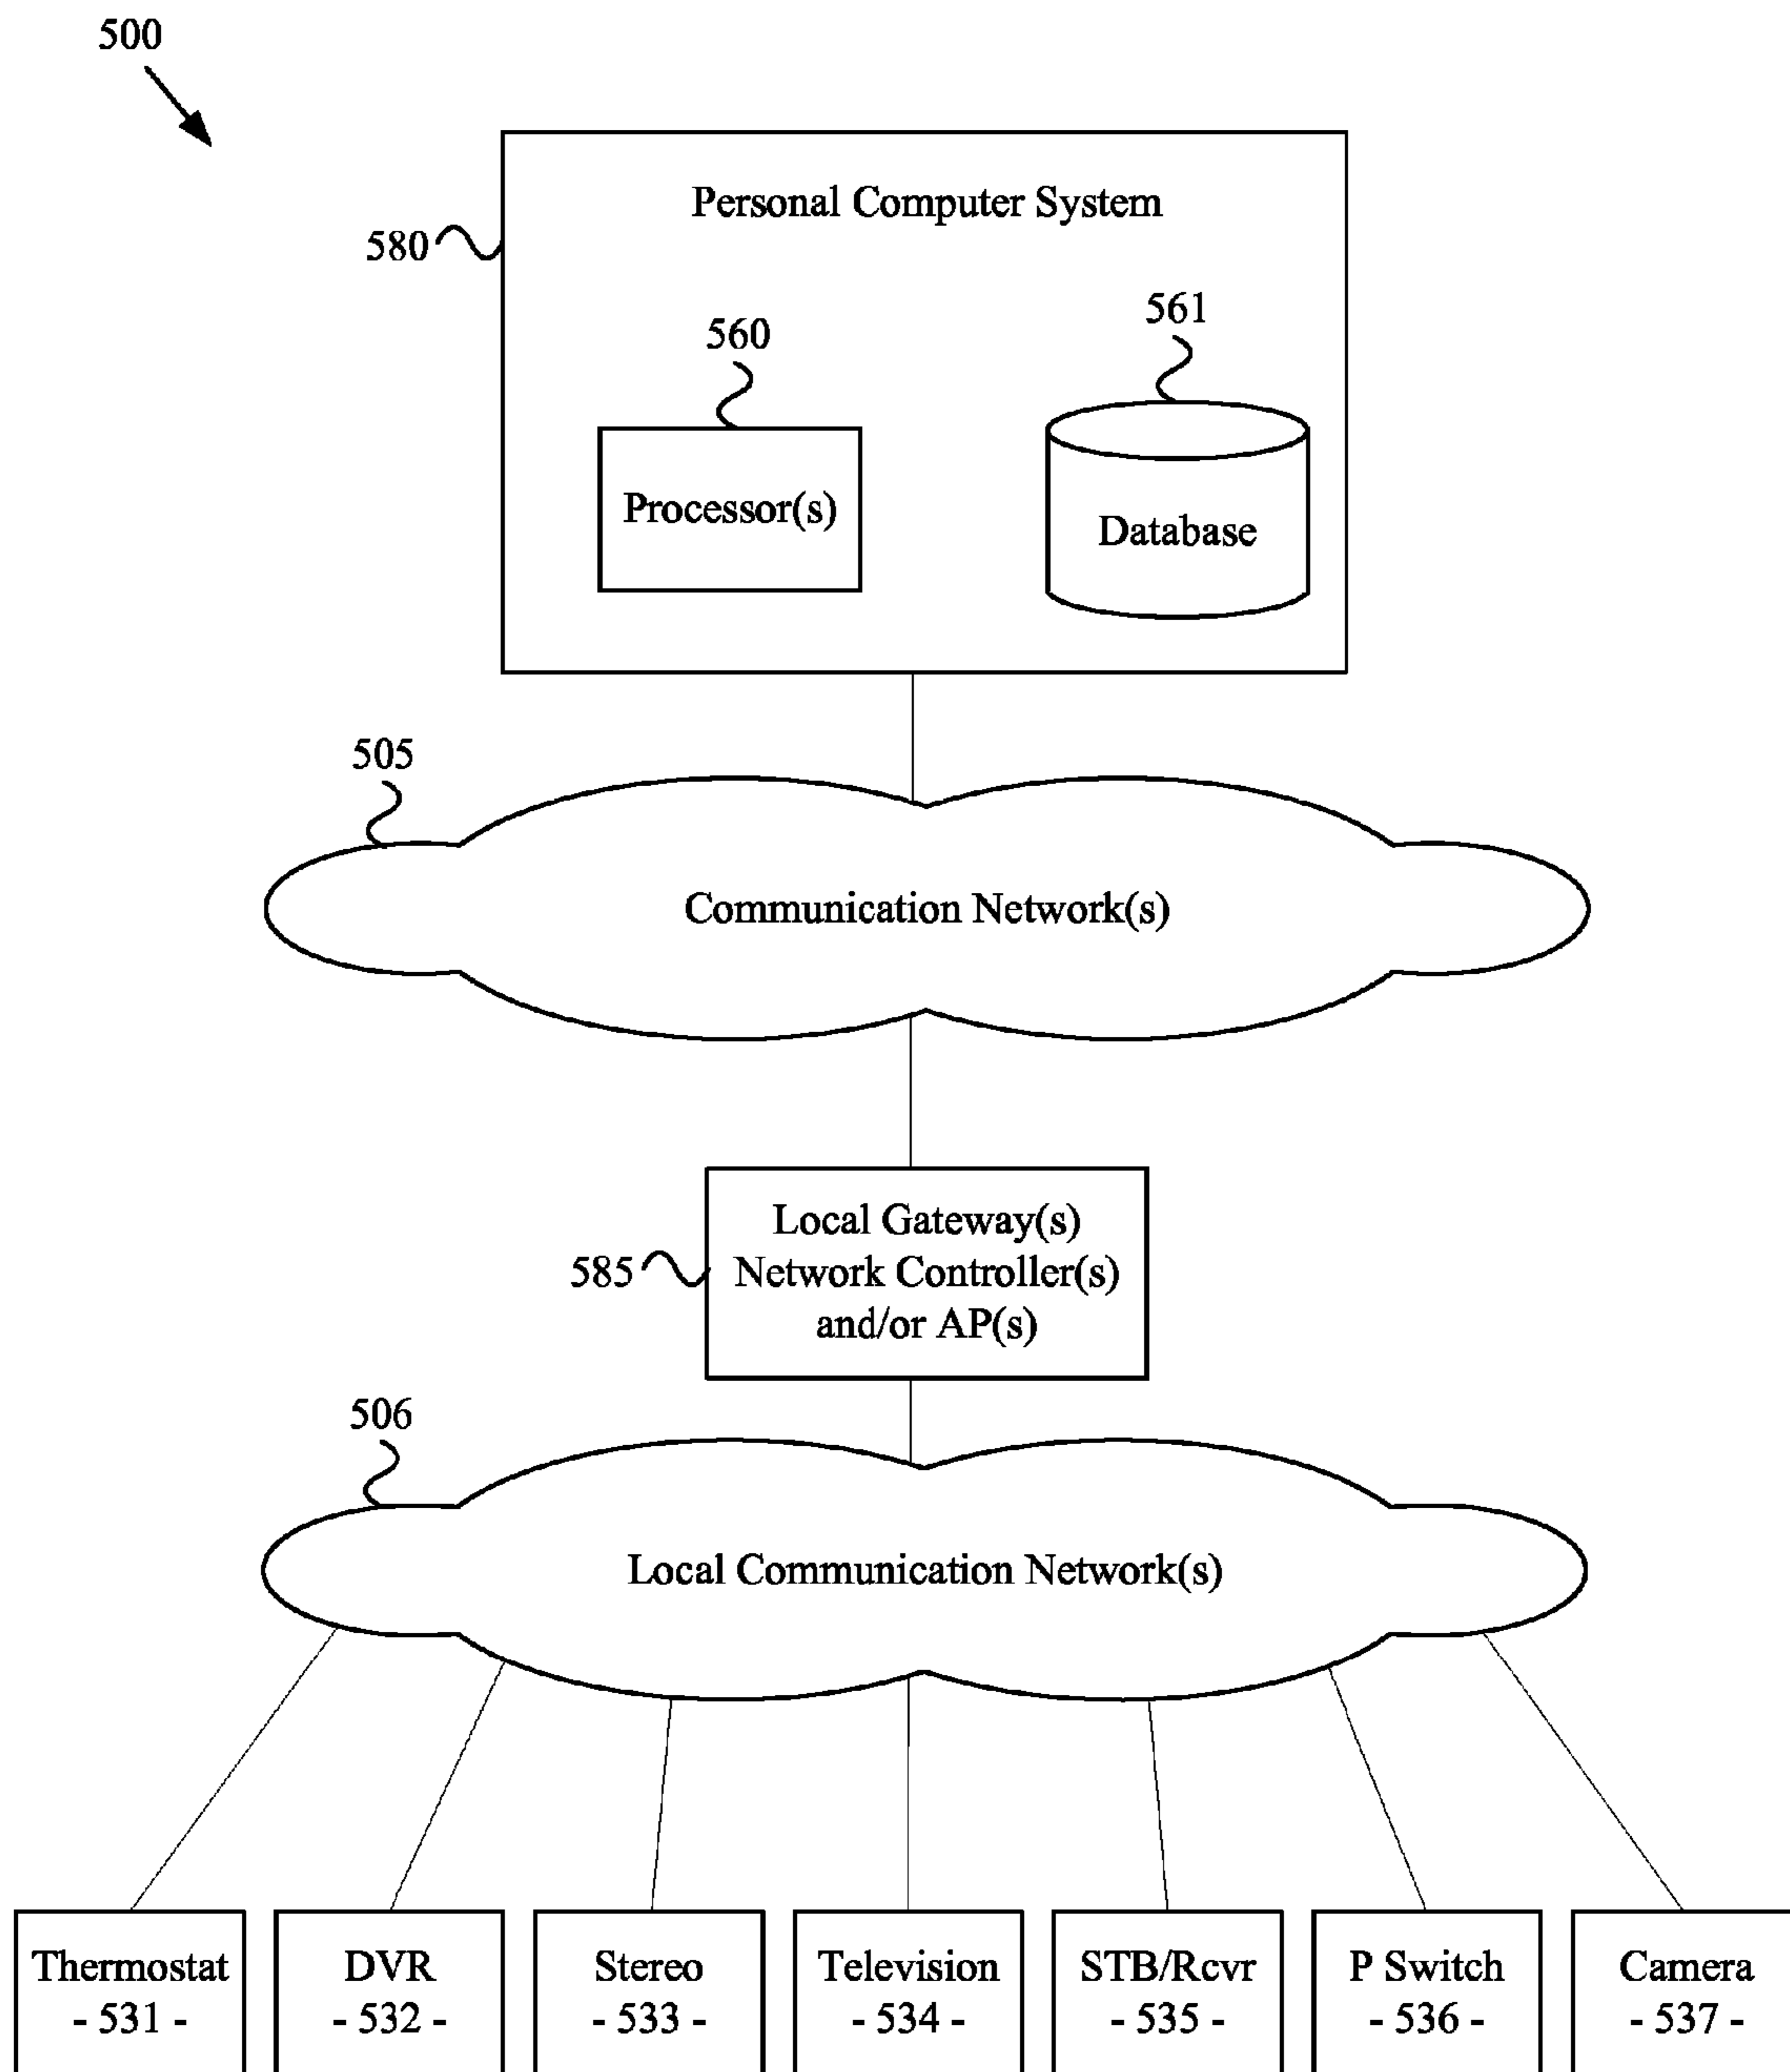 500
Personal Computer System
580
561
560
Processor(s)
Database
505
Communication Network(s)
Local Gateway(s)
585
Network Controller(s)
and/or AP(s)
506
Local Communication Network(s)
Thermostat
- 531 -
DVR
- 532 -
Stereo
- 533 -
Television
- 534 -
STB/Rcvr
- 535 -
P Switch
- 536 -
Camera
- 537 -